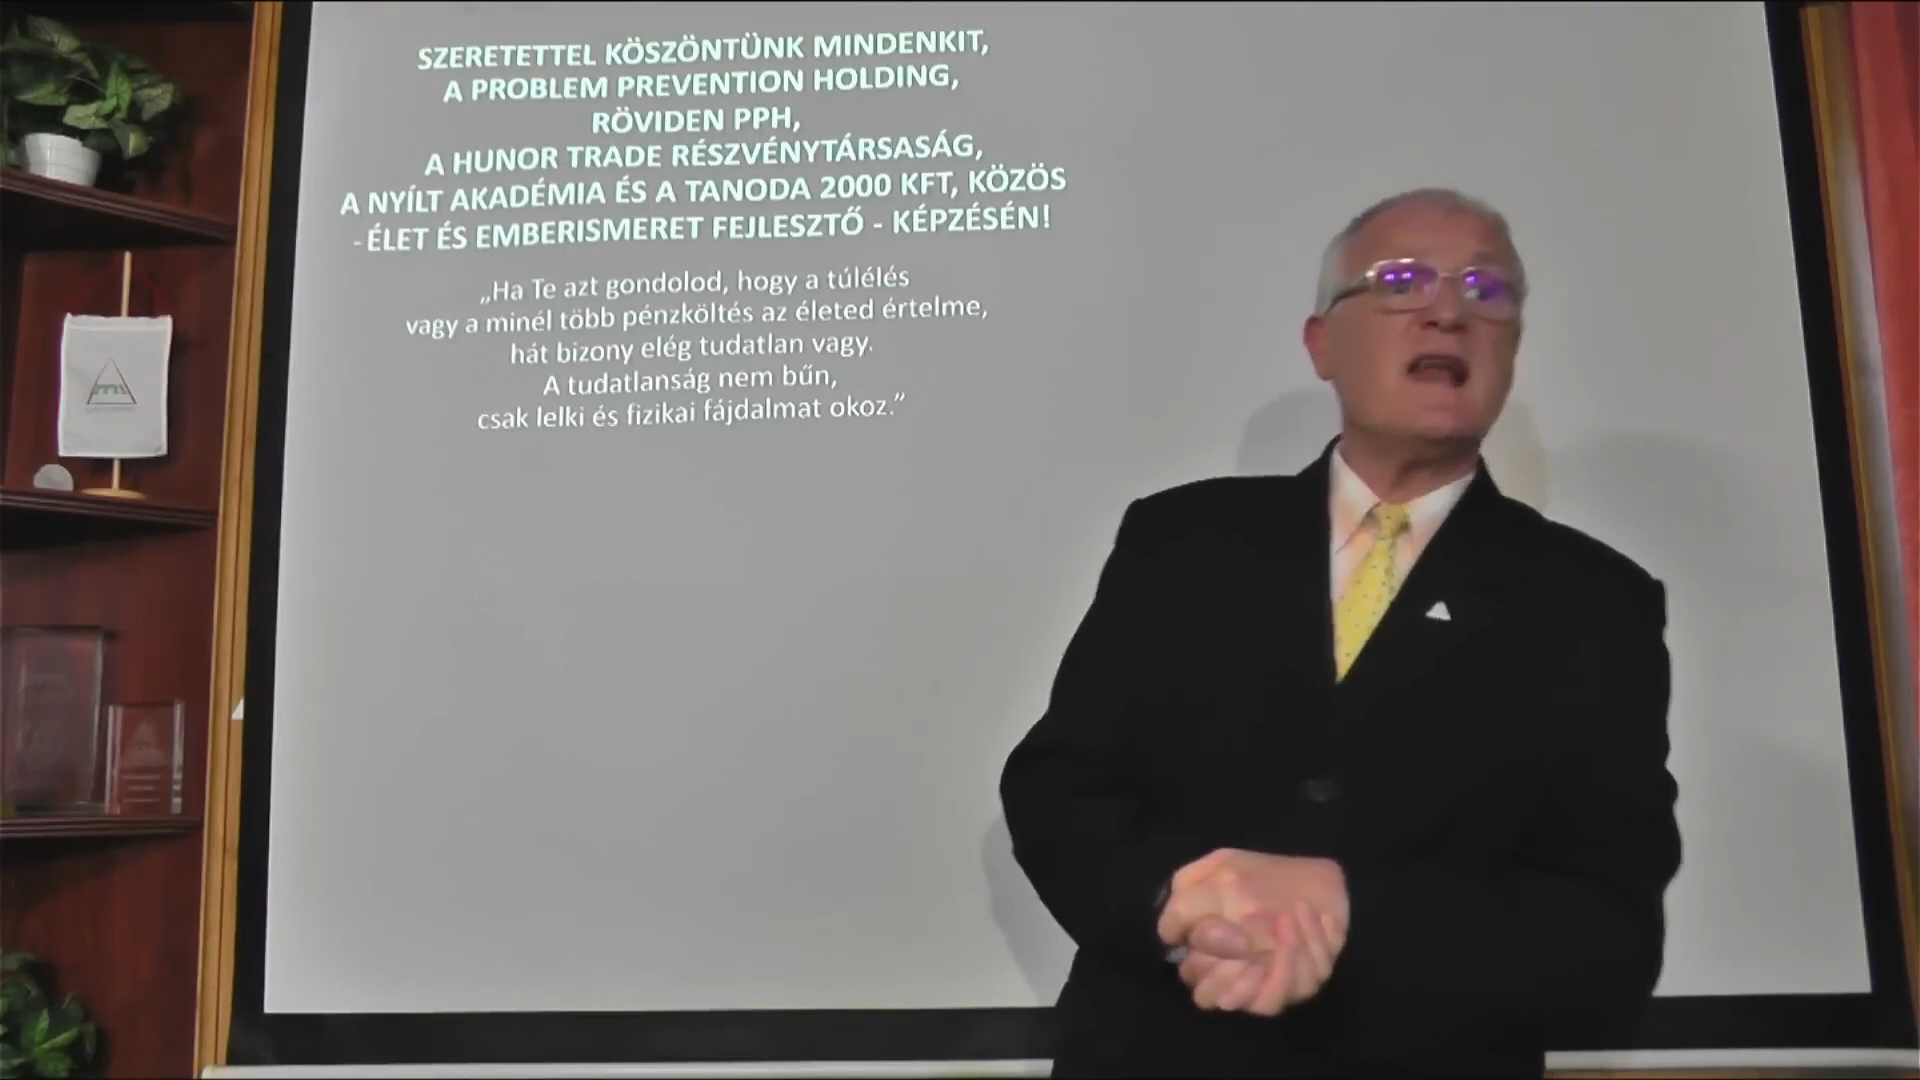 SZERETETTEL KÖSZÖNTÜNK MINDENKIT,
A PROBLEM PREVENTION HOLDING,
RÖVIDEN PPH,
A HUNOR TRADE RÉSZVÉNYTÁRSASÁG,
A NYÍLT AKADÉMIA ÉS A TANODA 2000 KFT, KÖZÖS
- ÉLET ÉS EMBERISMERET FEJLESZTŐ - KÉPZÉSÉN!
„Ha Te azt gondolod, hogy a túlélés
vagy a minél több pénzköltés az életed értelme,
hát bizony elég tudatlan vagy.
A tudatlanság nem bűn,
csak lelki és fizikai fájdalmat okoz.”